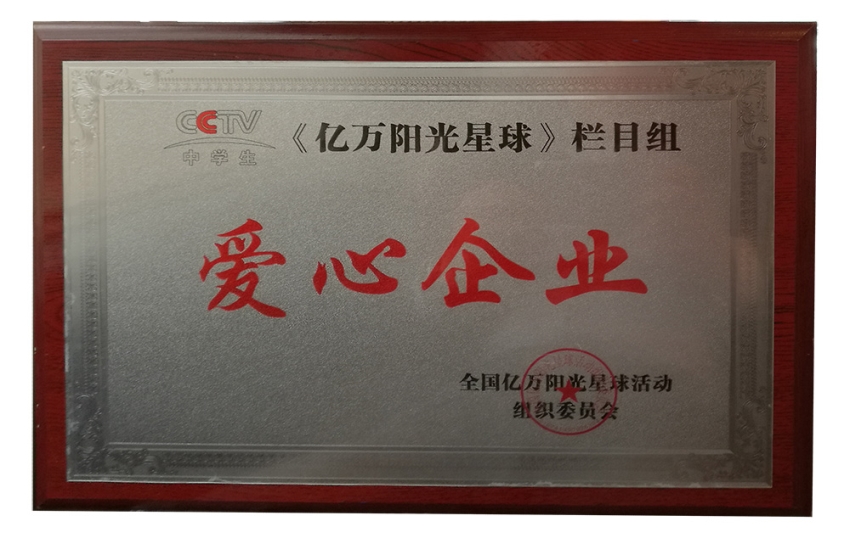 CCTV
中学生
《亿万阳光星球》栏目组
爱心企业
全国亿万阳光星球活动
组织委员会